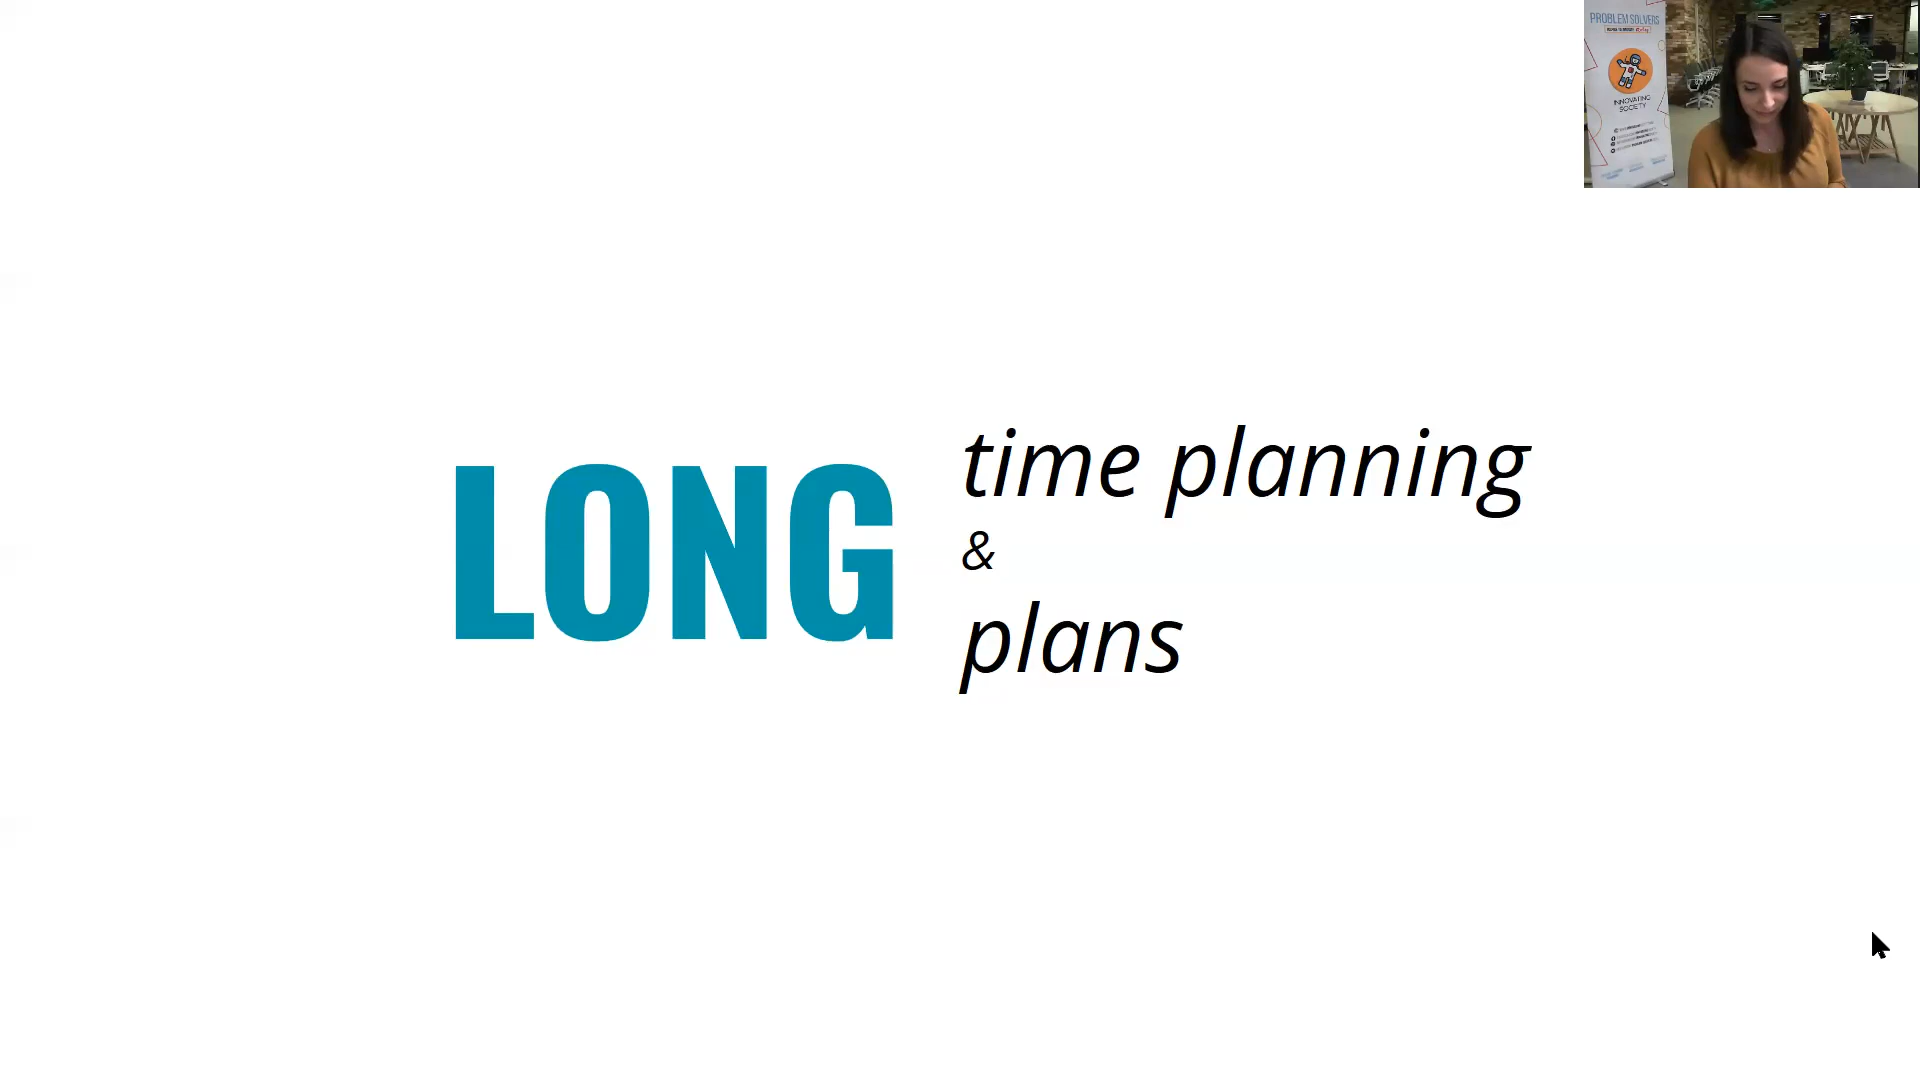 PROBLEM SOLVERS
INNOVATING
SOCIETY
LONG
time planning
&
plans